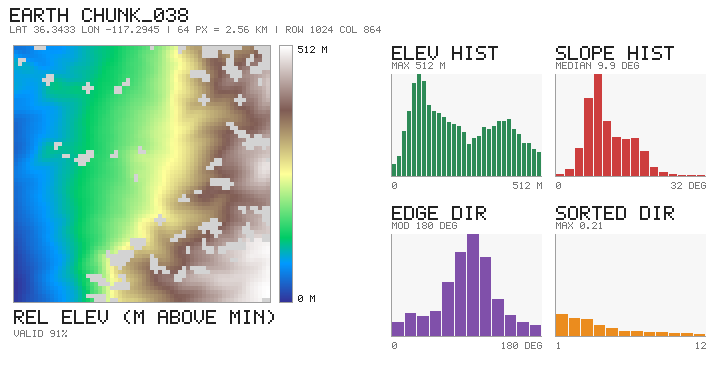 EARTH CHUNK_038
LAT 36.3433 LON -117.2945 | 64 PX = 2.56 KM | ROW 1024 COL 864
512 M
0 M
REL ELEV (M ABOVE MIN)
VALID 91%
ELEV HIST
MAX 512 M
0
512 M
SLOPE HIST
MEDIAN 9.9 DEG
0
32 DEG
EDGE DIR
MOD 180 DEG
0
180 DEG
SORTED DIR
MAX 0.21
1
12